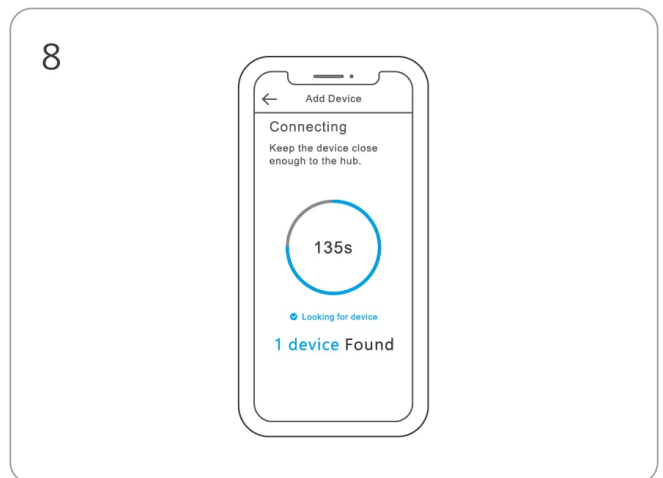 8
Add Device
Connecting
Keep the device close
enough to the hub.
135s
Looking for device
1 device Found